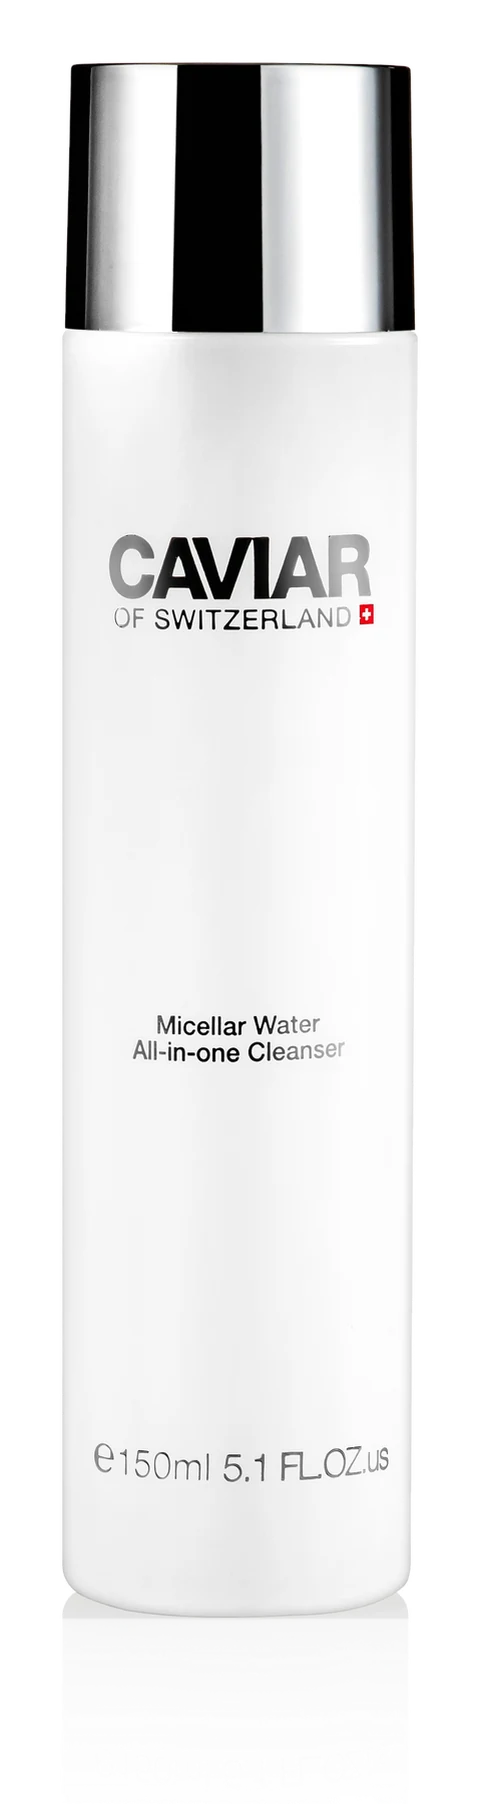 CAVIAR
OF SWITZERLAND
Micellar Water
All-in-one Cleanser
℮150ml 5.1 FL.OZ.us